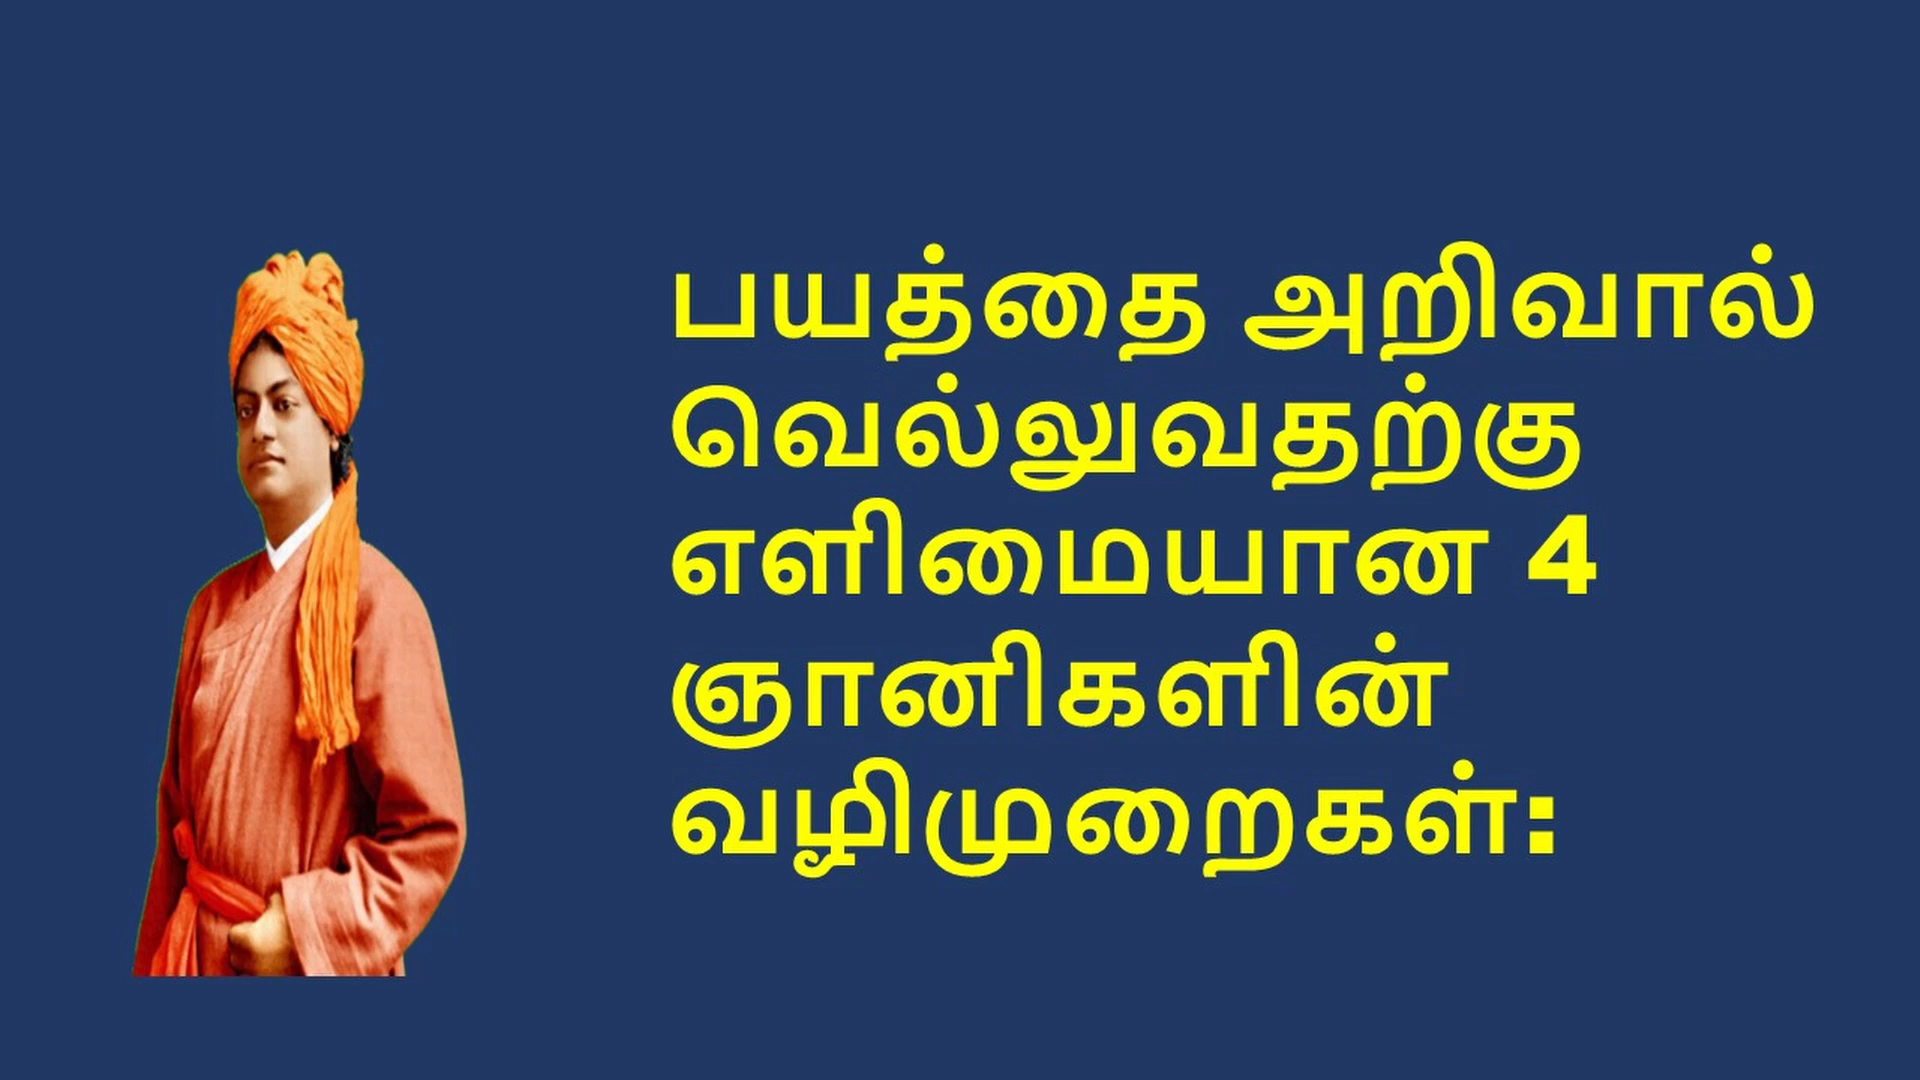 பயத்தை அறிவால்
வெல்லுவதற்கு
எளிமையான 4
ஞானிகளின்
வழிமுறைகள்: